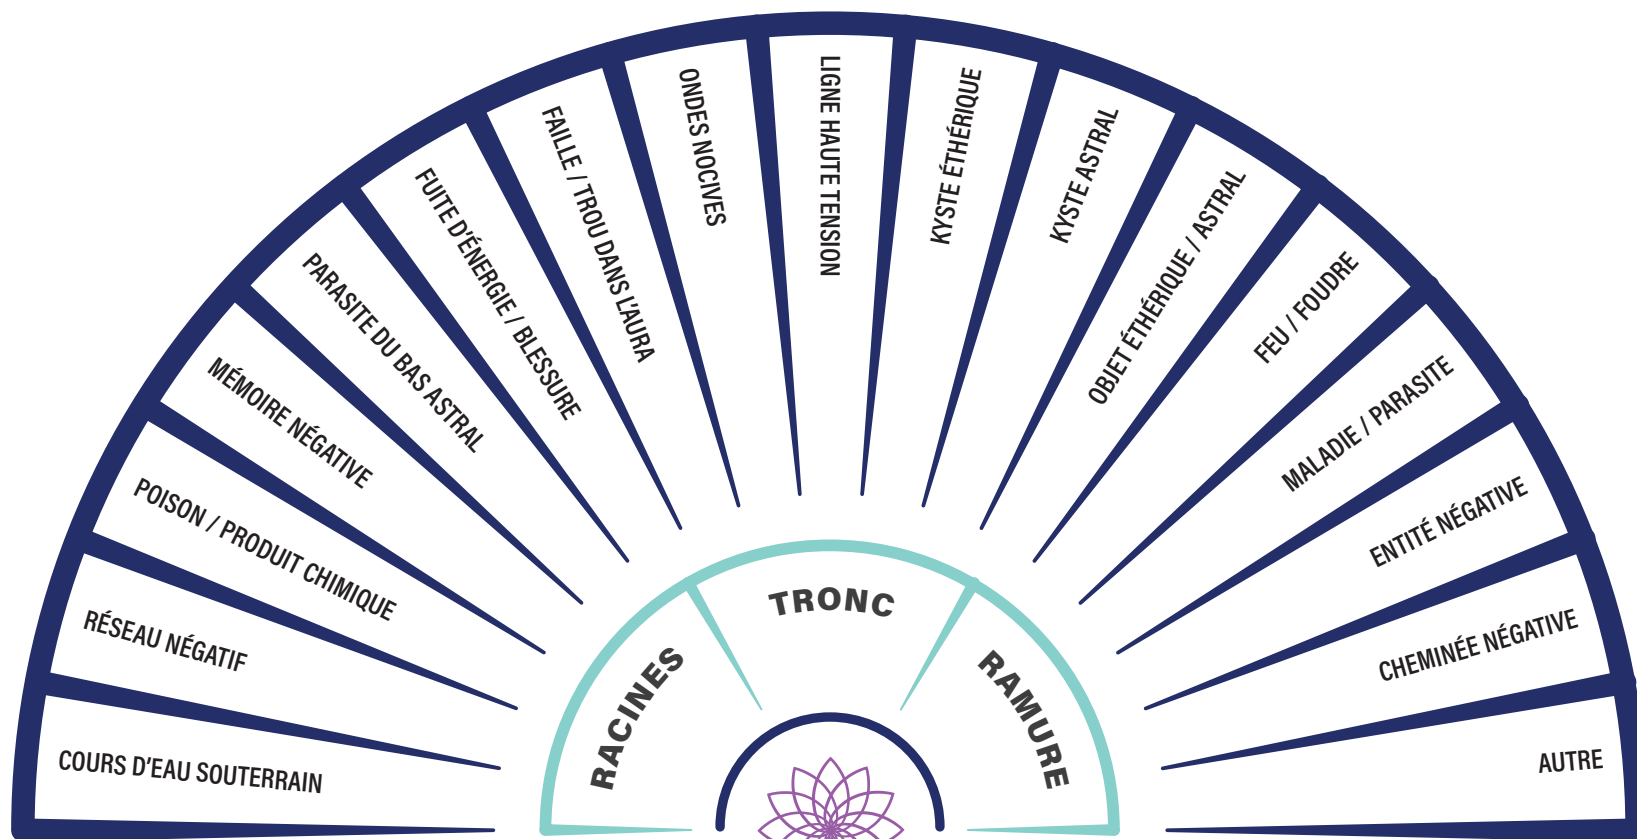 COURS D'EAU SOUTERRAIN
RÉSEAU NÉGATIF
POISON / PRODUIT CHIMIQUE
MÉMOIRE NÉGATIVE
PARASITE DU BAS ASTRAL
FUITE D'ÉNERGIE / BLESSURE
FAILLE / TROU DANS L'AURA
ONDES NOCIVES
LIGNE HAUTE TENSION
KYSTE ÉTHÉRIQUE
KYSTE ASTRAL
OBJET ÉTHÉRIQUE / ASTRAL
FEU / FOUDRE
MALADIE / PARASITE
ENTITÉ NÉGATIVE
CHEMINÉE NÉGATIVE
AUTRE
RACINES
TRONC
RAMURE